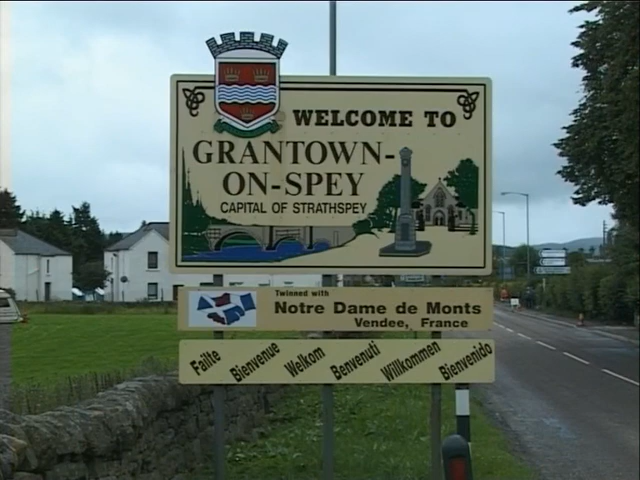 WELCOME TO
GRANTOWN-
ON-SPEY
CAPITAL OF STRATHSPEY
Twinned with
Notre Dame de Monts
Vendee, France
Failte Bienvenue Welkom Benvenuti Willkommen Bienvenido